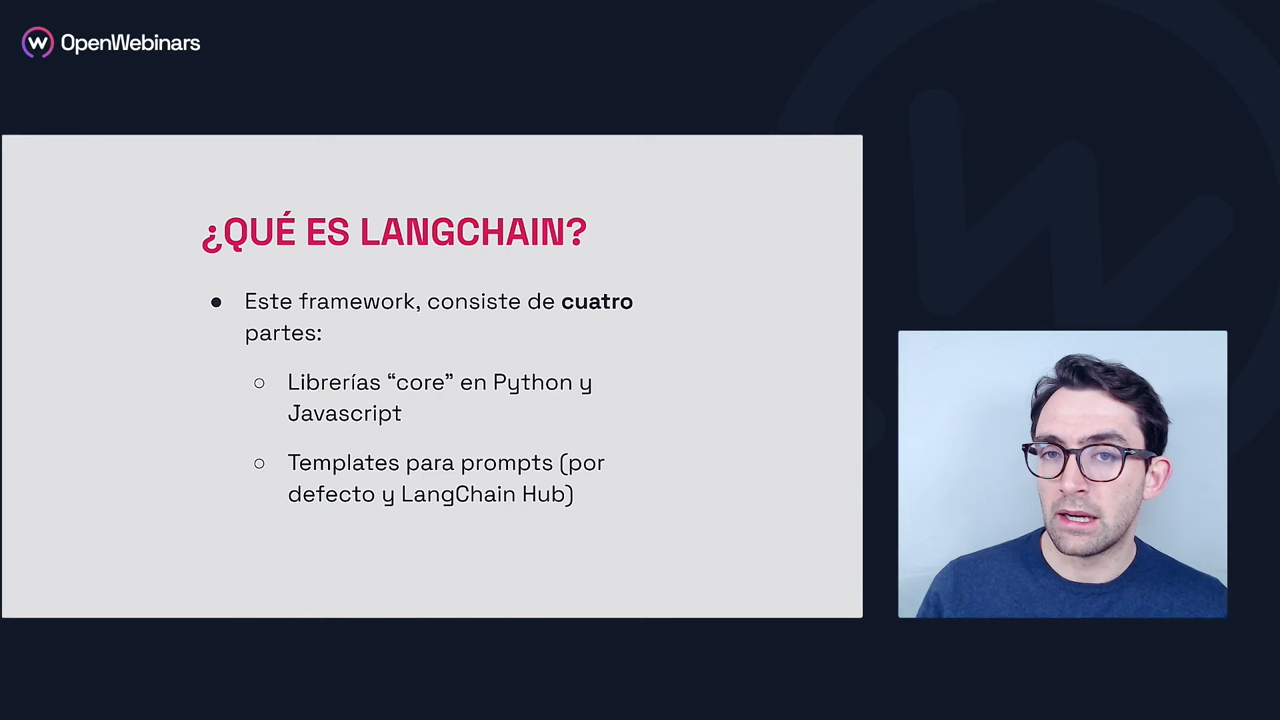 OpenWebinars
¿QUÉ ES LANGCHAIN?
● Este framework, consiste de cuatro
partes:
○ Librerías “core” en Python y
Javascript
○ Templates para prompts (por
defecto y LangChain Hub)